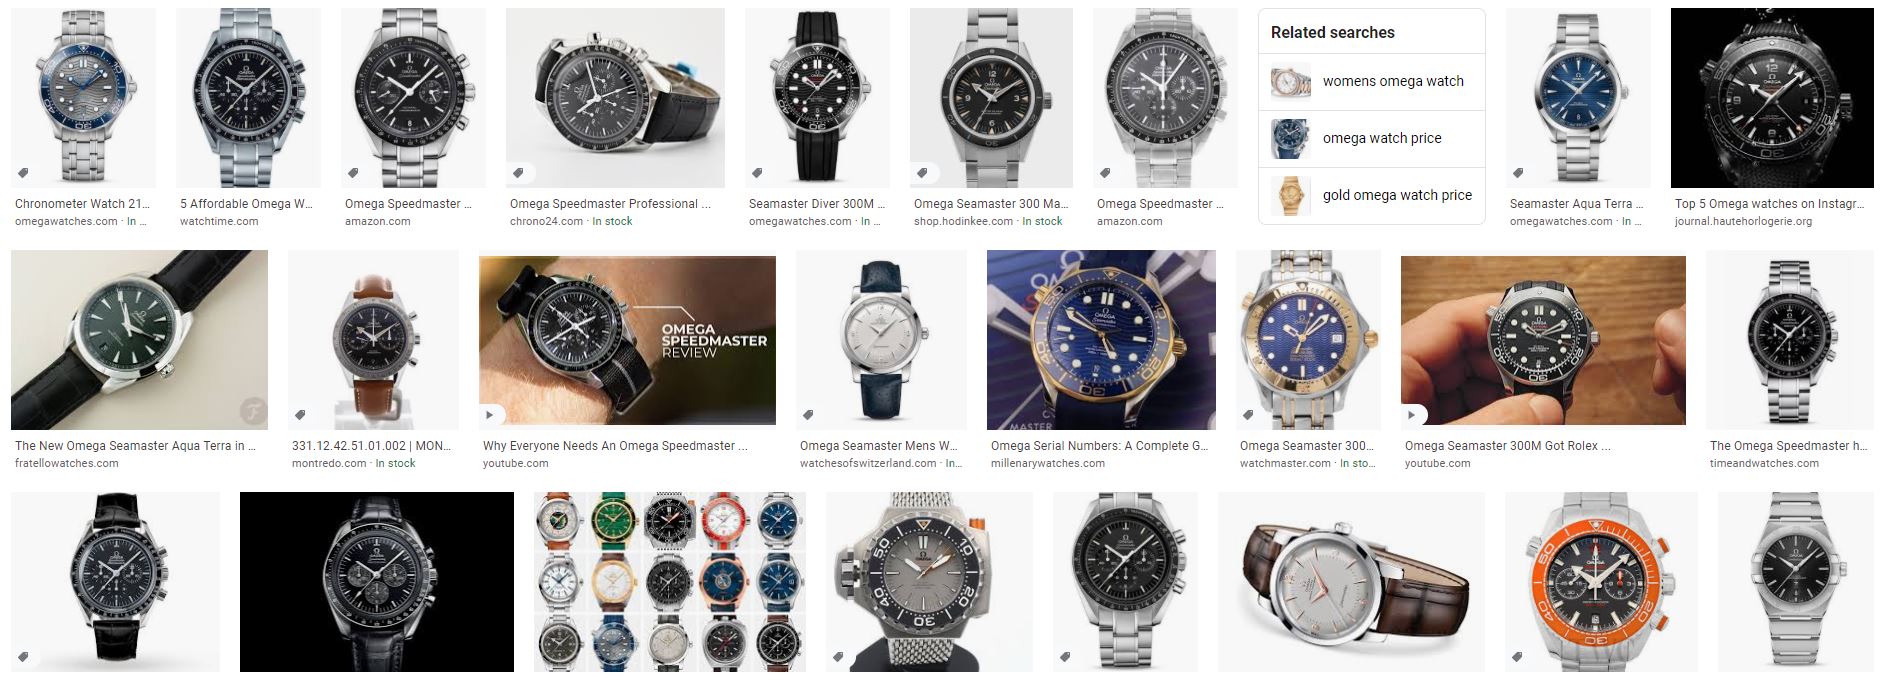 Related searches
womens omega watch
omega watch price
gold omega watch price
Chronometer Watch 21...
omegawatches.com · In ...
5 Affordable Omega W...
watchtime.com
Omega Speedmaster ...
amazon.com
Omega Speedmaster Professional ...
chrono24.com · In stock
Seamaster Diver 300M ...
omegawatches.com · In ...
Omega Seamaster 300 Ma...
shop.hodinkee.com · In stock
Omega Speedmaster ...
amazon.com
Seamaster Aqua Terra ...
omegawatches.com · In ...
Top 5 Omega watches on Instagr...
journal.hautehorlogerie.org
OMEGA
SPEEDMASTER
REVIEW
The New Omega Seamaster Aqua Terra in ...
fratellowatches.com
331.12.42.51.01.002 | MON...
montredo.com · In stock
Why Everyone Needs An Omega Speedmaster ...
youtube.com
Omega Seamaster Mens W...
watchesofswitzerland.com · In...
Omega Serial Numbers: A Complete G...
millenarywatches.com
Omega Seamaster 300...
watchmaster.com · In sto...
Omega Seamaster 300M Got Rolex ...
youtube.com
The Omega Speedmaster h...
timeandwatches.com